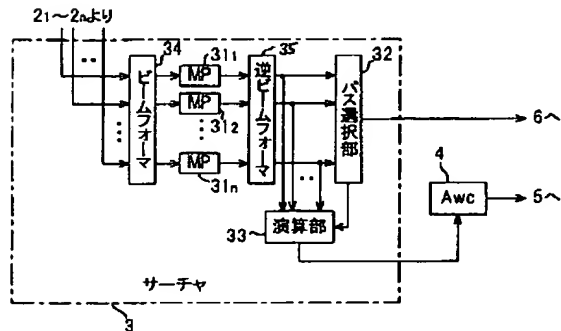 2₁～2ₙより
34
ビームフォーマ
MP
31₁
MP
31₂
MP
31ₙ
35
逆ビームフォーマ
32
パス選択部
6へ
4
Awc
5へ
33～
演算部
サーチャ
3